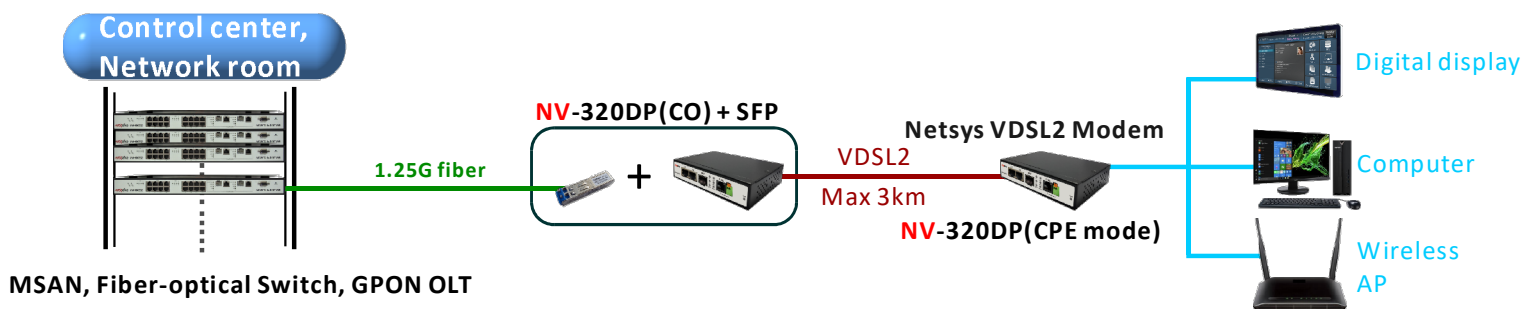 Control center,
Network room
MSAN, Fiber-optical Switch, GPON OLT
1.25G fiber
NV-320DP(CO) + SFP
+
VDSL2
Max 3km
Netsys VDSL2 Modem
NV-320DP(CPE mode)
Digital display
Computer
Wireless
AP